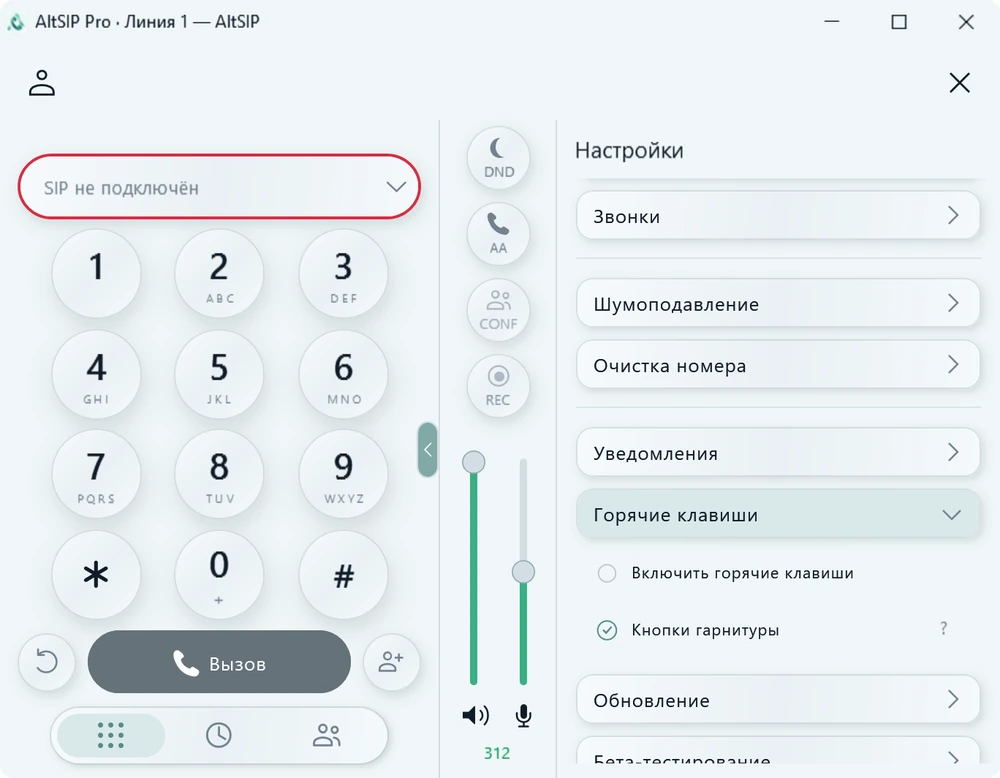 AltSIP Pro · Линия 1 — AltSIP
SIP не подключён
1
2
ABC
3
DEF
4
GHI
5
JKL
6
MNO
7
PQRS
8
TUV
9
WXYZ
*
0
+
#
Вызов
DND
AA
CONF
REC
312
Настройки
Звонки
Шумоподавление
Очистка номера
Уведомления
Горячие клавиши
Включить горячие клавиши
Кнопки гарнитуры ?
Обновление
Бета-тестирование